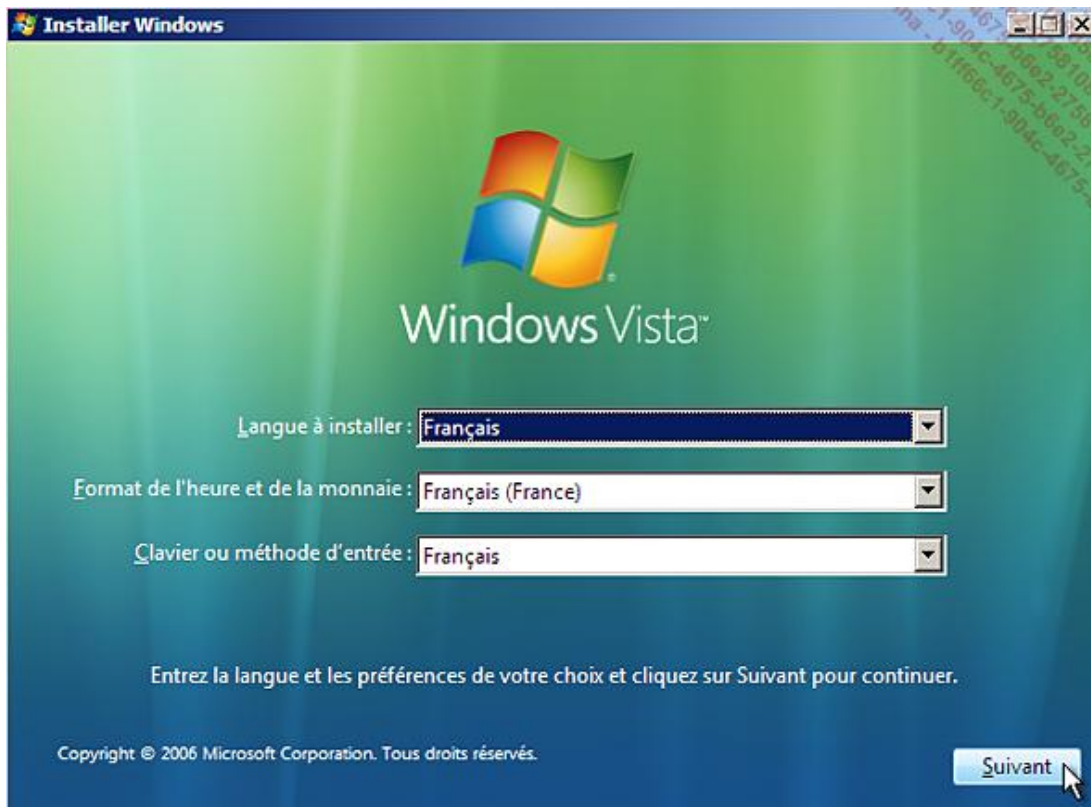 Installer Windows
Windows Vista™
Langue à installer : Français
Format de l'heure et de la monnaie : Français (France)
Clavier ou méthode d'entrée : Français
Entrez la langue et les préférences de votre choix et cliquez sur Suivant pour continuer.
Copyright © 2006 Microsoft Corporation. Tous droits réservés.
Suivant